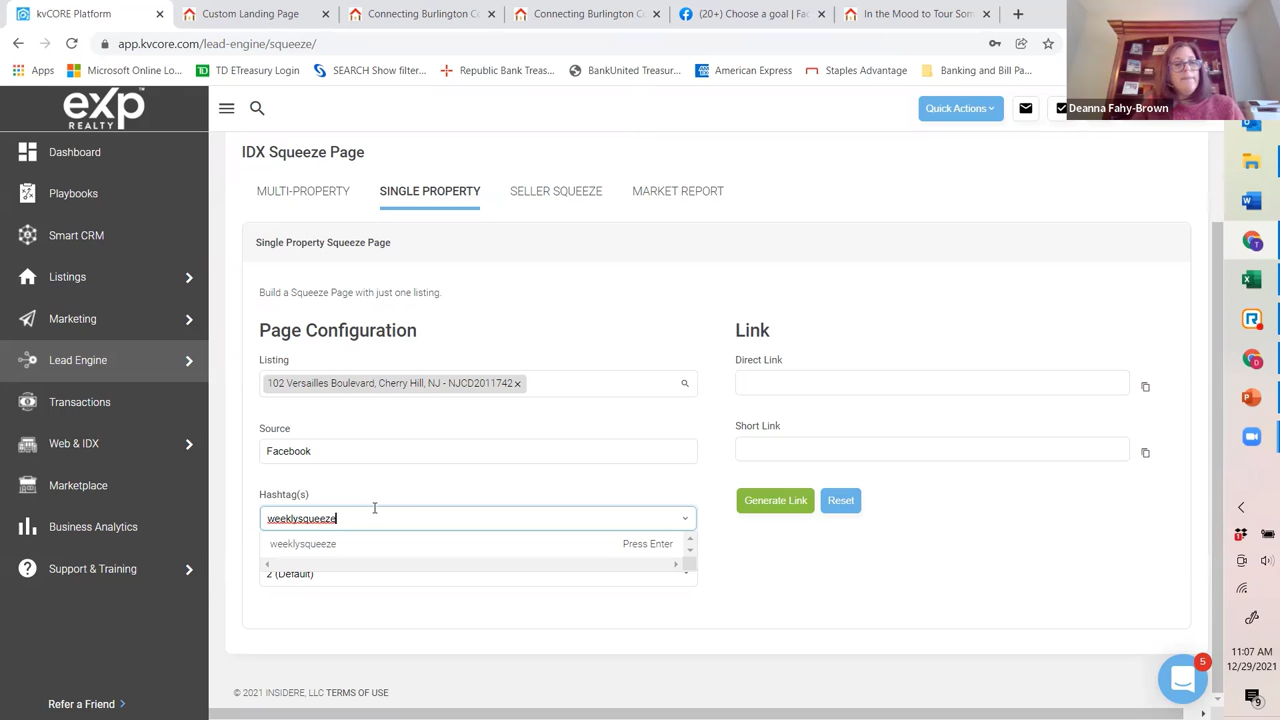 kvCORE Platform
Custom Landing Page
Connecting Burlington C
Connecting Burlington C
(20+) Choose a goal | Fac
In the Mood to Tour Som
app.kvcore.com/lead-engine/squeeze/
Apps
Microsoft Online Lo...
TD ETreasury Login
SEARCH Show filter...
Republic Bank Treas...
BankUnited Treasur...
American Express
Staples Advantage
Banking and Bill Pa...
Deanna Fahy-Brown
eXp
REALTY
Quick Actions
Dashboard
Playbooks
Smart CRM
Listings
Marketing
Lead Engine
Transactions
Web & IDX
Marketplace
Business Analytics
Support & Training
Refer a Friend
IDX Squeeze Page
MULTI-PROPERTY
SINGLE PROPERTY
SELLER SQUEEZE
MARKET REPORT
Single Property Squeeze Page
Build a Squeeze Page with just one listing.
Page Configuration
Listing
102 Versailles Boulevard, Cherry Hill, NJ - NJCD2011742
Source
Facebook
Hashtag(s)
weeklysqueeze
weeklysqueeze Press Enter
2 (Default)
Link
Direct Link
Short Link
Generate Link
Reset
© 2021 INSIDERE, LLC TERMS OF USE
5
11:07 AM
12/29/2021
9